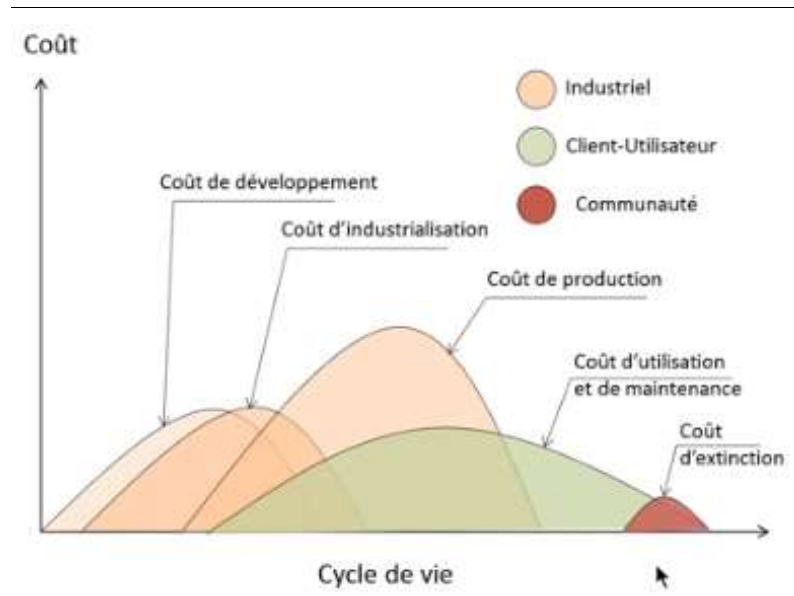 Coût
Industriel
Client-Utilisateur
Communauté
Coût de développement
Coût d'industrialisation
Coût de production
Coût d'utilisation
et de maintenance
Coût
d'extinction
Cycle de vie